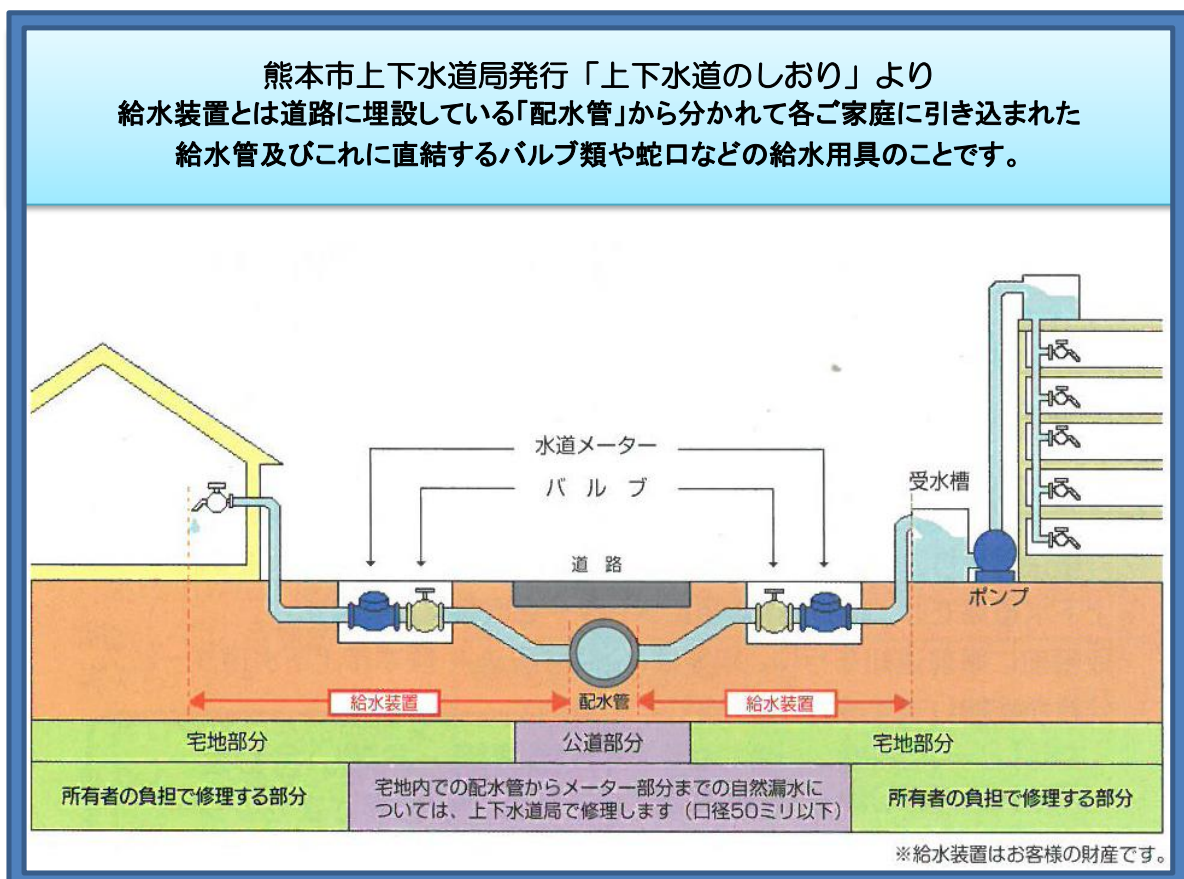 熊本市上下水道局発行「上下水道のしおり」より
給水装置とは道路に埋設している「配水管」から分かれて各ご家庭に引き込まれた
給水管及びこれに直結するバルブ類や蛇口などの給水用具のことです。
水道メーター
バルブ
受水槽
道路
ポンプ
給水装置
配水管
給水装置
宅地部分
公道部分
宅地部分
所有者の負担で修理する部分
宅地内での配水管からメーター部分までの自然漏水に
ついては、上下水道局で修理します（口径50ミリ以下）
所有者の負担で修理する部分
※給水装置はお客様の財産です。